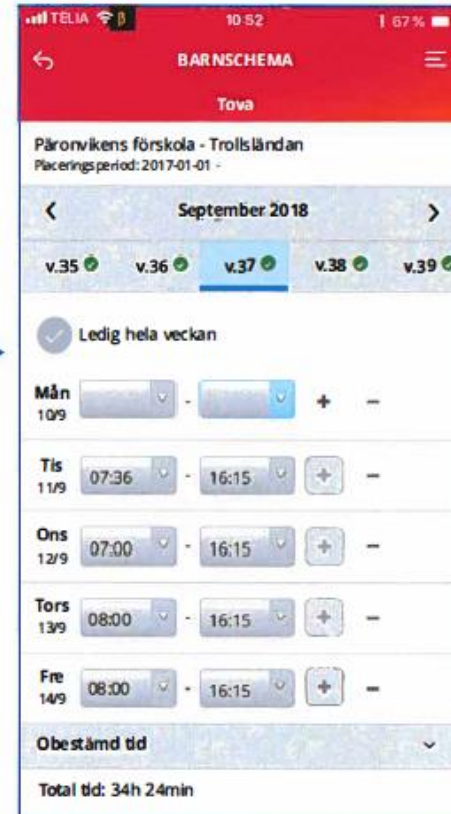 TELIA 10:52 67%
BARNSCHEMA
Tova
Päronvikens förskola - Trollsländan
Placeringsperiod: 2017-01-01 -
September 2018
v.35 v.36 v.37 v.38 v.39
Ledig hela veckan
Mån
10/9 - + -
Tis
11/9 07:36 - 16:15 + -
Ons
12/9 07:00 - 16:15 + -
Tors
13/9 08:00 - 16:15 + -
Fre
14/9 08:00 - 16:15 + -
Obestämd tid
Total tid: 34h 24min